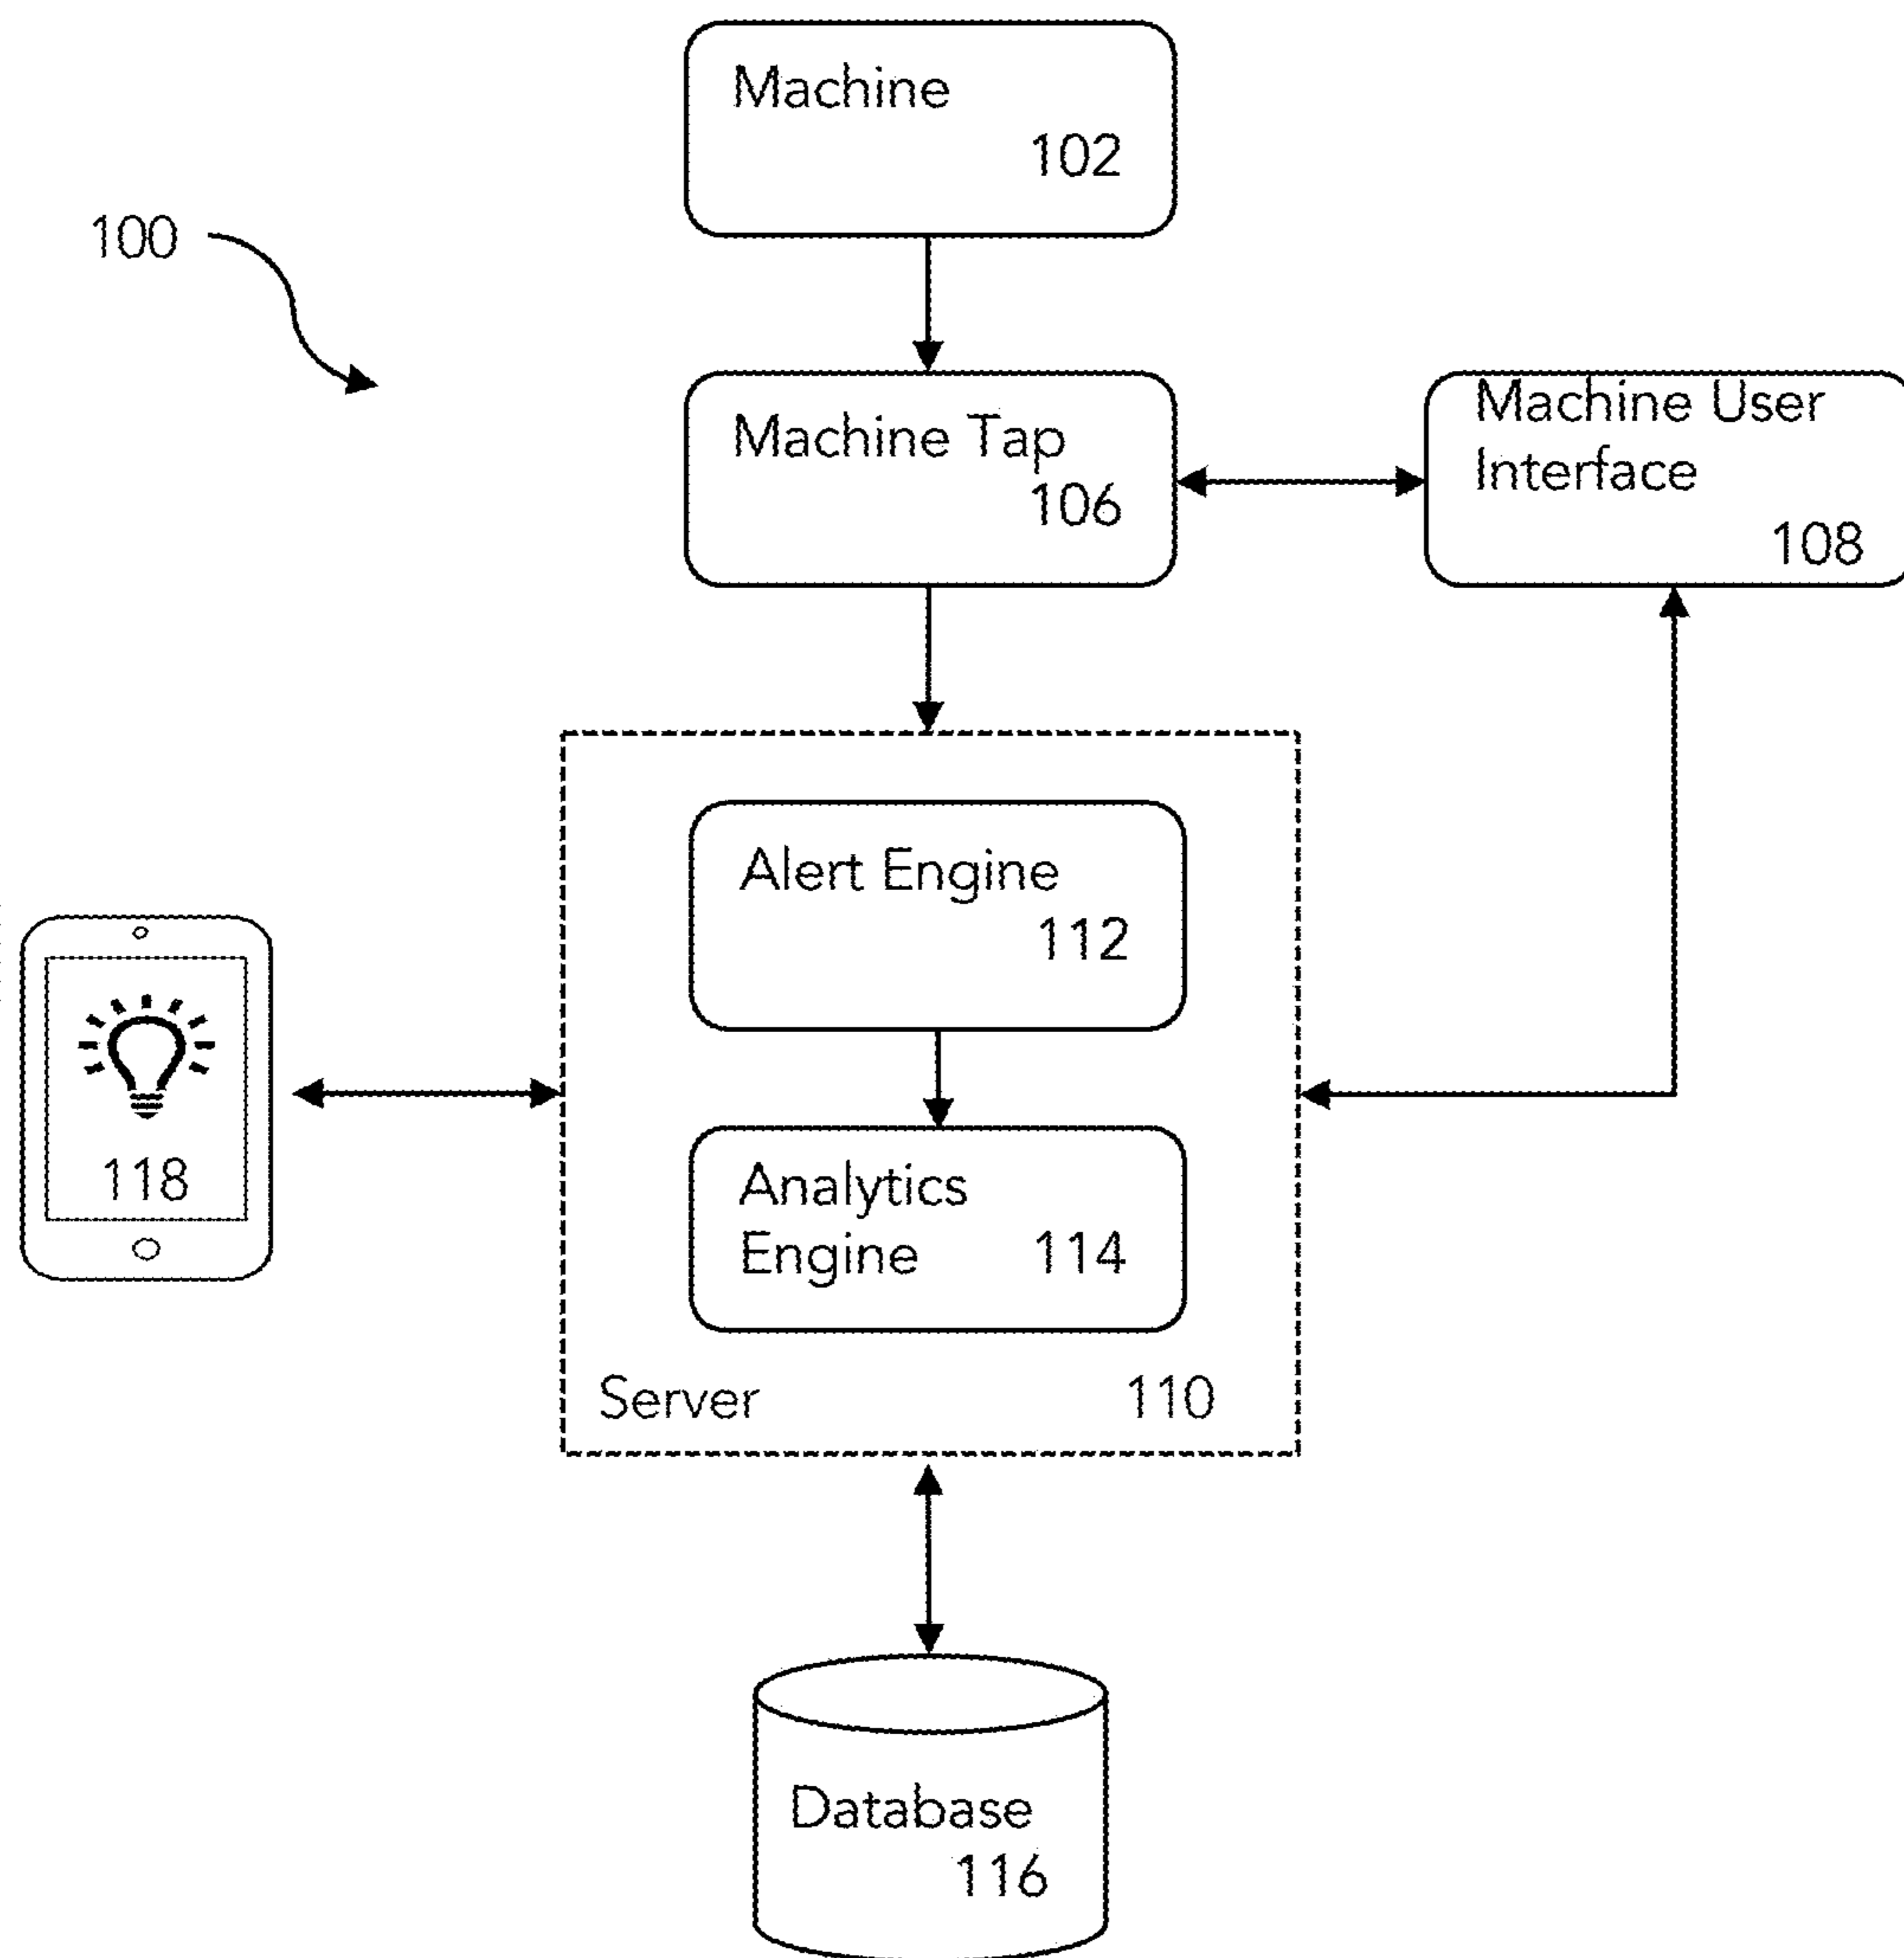 Machine
102
100
Machine Tap
106
Machine User
Interface
108
Alert Engine
112
118
Analytics
Engine 114
Server 110
Database
116